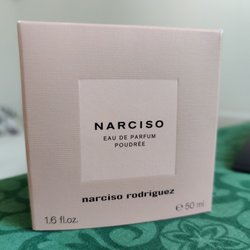 NARCISO
EAU DE PARFUM
POUDRÉE
narciso rodriguez
1.6 fl.oz. ℮ 50 ml